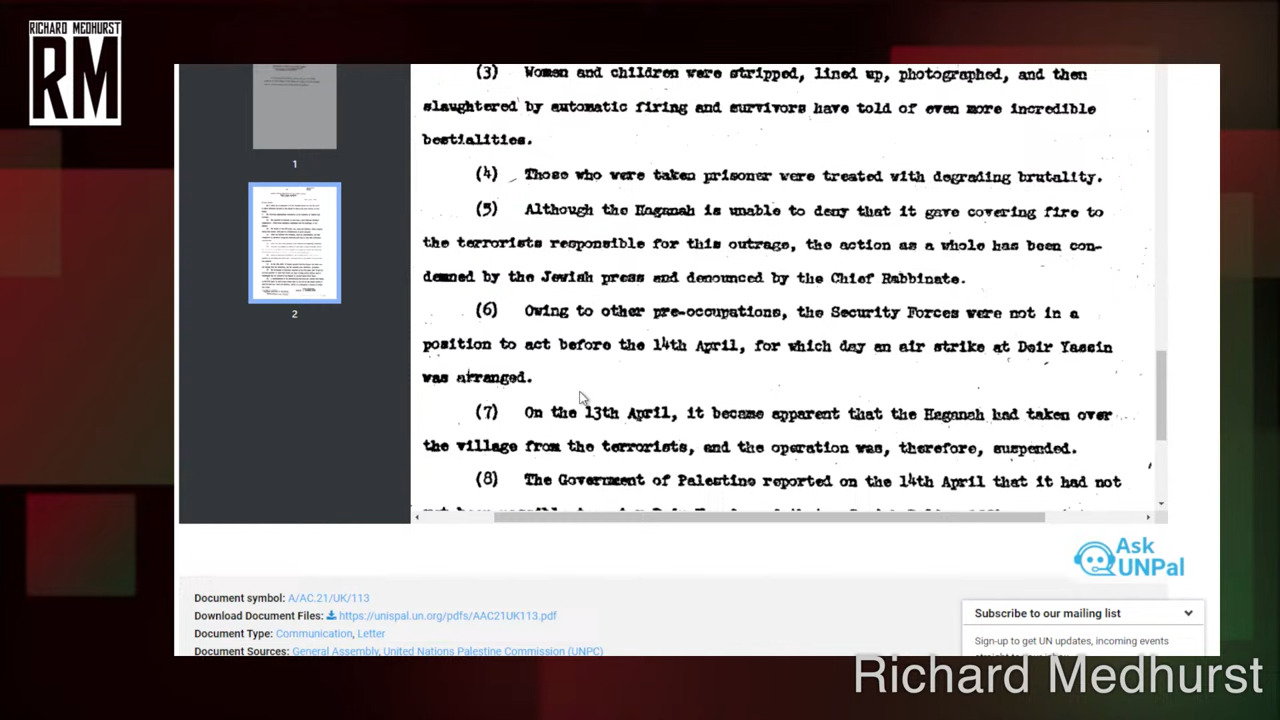 RICHARD MEDHURST
RM
(3) Women and children were stripped, lined up, photographed, and then
slaughtered by automatic firing and survivors have told of even more incredible
bestialities.
1
(4) Those who were taken prisoner were treated with degrading brutality.
(5) Although the Haganah is unable to deny that it gave covering fire to
the terrorists responsible for this outrage, the action as a whole has been con-
demned by the Jewish press and denounced by the Chief Rabbinate.
2
(6) Owing to other pre-occupations, the Security Forces were not in a
position to act before the 14th April, for which day an air strike at Deir Yassin
was arranged.
(7) On the 13th April, it became apparent that the Haganah had taken over
the village from the terrorists, and the operation was, therefore, suspended.
(8) The Government of Palestine reported on the 14th April that it had not
Ask
UNPal
Document symbol: A/AC.21/UK/113
Download Document Files: https://unispal.un.org/pdfs/AAC21UK113.pdf
Document Type: Communication, Letter
Document Sources: General Assembly, United Nations Palestine Commission (UNPC)
Subscribe to our mailing list
Sign-up to get UN updates, incoming events
Richard Medhurst